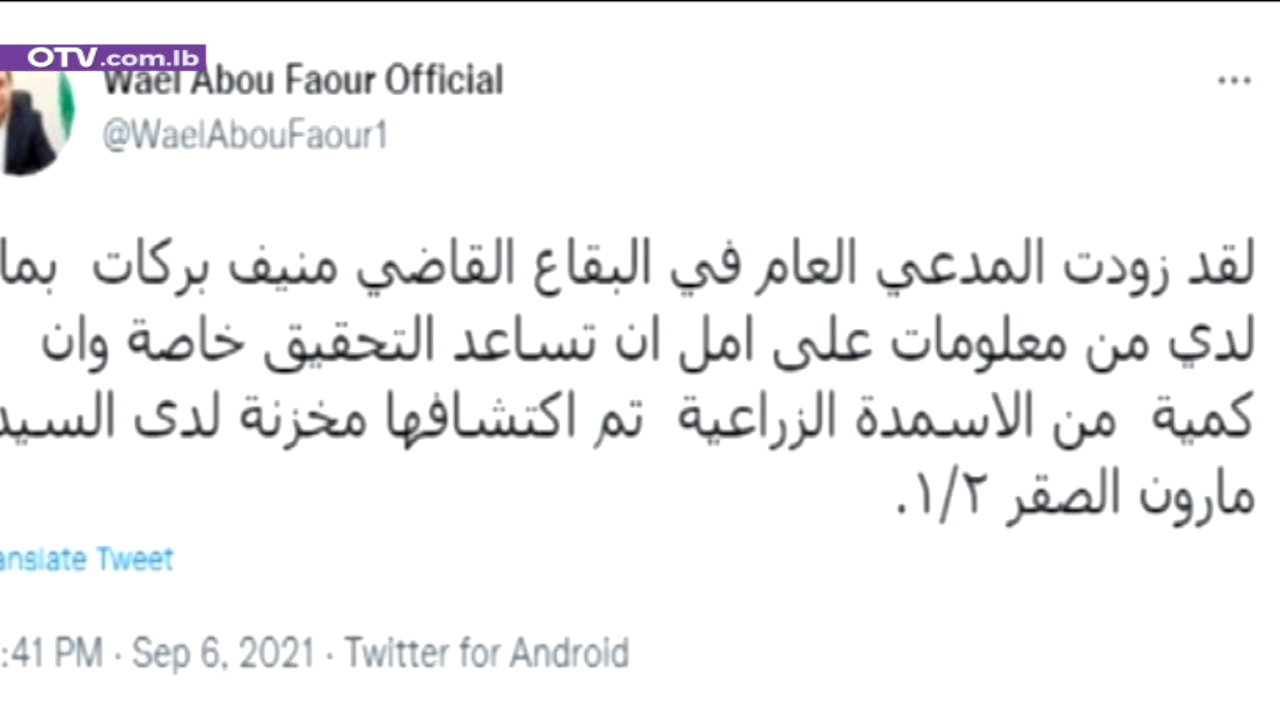 OTV.com.lb
Wael Abou Faour Official
@WaelAbouFaour1
لقد زودت المدعي العام في البقاع القاضي منيف بركات بما
لدي من معلومات على امل ان تساعد التحقيق خاصة وان
كمية من الاسمدة الزراعية تم اكتشافها مخزنة لدى السيد
مارون الصقر ١/٢.
anslate Tweet
:41 PM · Sep 6, 2021 · Twitter for Android